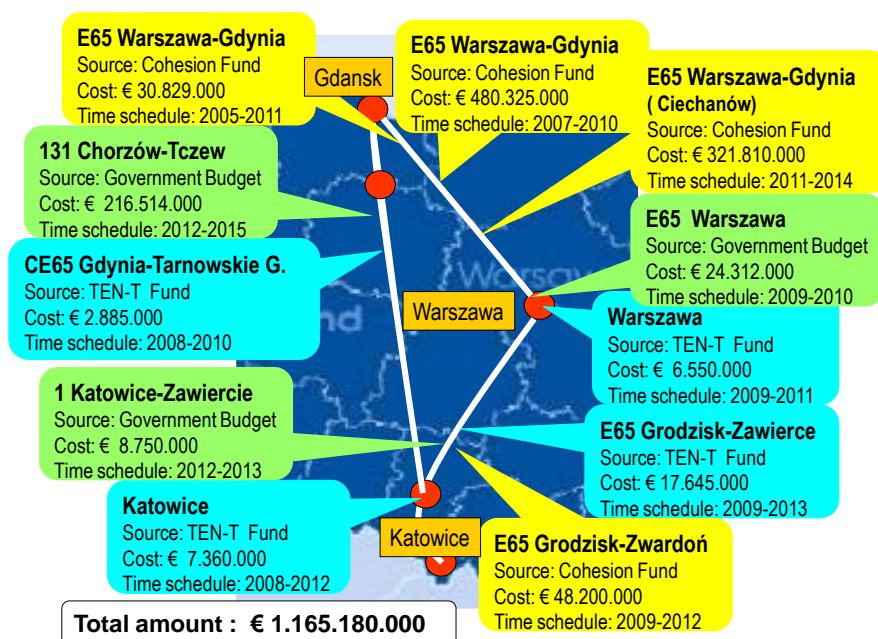 E65 Warszawa-Gdynia
Source: Cohesion Fund
Cost: € 30.829.000
Time schedule: 2005-2011
E65 Warszawa-Gdynia
Source: Cohesion Fund
Cost: € 480.325.000
Time schedule: 2007-2010
E65 Warszawa-Gdynia
( Ciechanów)
Source: Cohesion Fund
Cost: € 321.810.000
Time schedule: 2011-2014
Gdansk
131 Chorzów-Tczew
Source: Government Budget
Cost: € 216.514.000
Time schedule: 2012-2015
E65 Warszawa
Source: Government Budget
Cost: € 24.312.000
Time schedule: 2009-2010
CE65 Gdynia-Tarnowskie G.
Source: TEN-T Fund
Cost: € 2.885.000
Time schedule: 2008-2010
Warsaw
nd
Warszawa
Warszawa
Source: TEN-T Fund
Cost: € 6.550.000
Time schedule: 2009-2011
1 Katowice-Zawiercie
Source: Government Budget
Cost: € 8.750.000
Time schedule: 2012-2013
E65 Grodzisk-Zawierce
Source: TEN-T Fund
Cost: € 17.645.000
Time schedule: 2009-2013
Katowice
Source: TEN-T Fund
Cost: € 7.360.000
Time schedule: 2008-2012
Katowice
E65 Grodzisk-Zwardoń
Source: Cohesion Fund
Cost: € 48.200.000
Time schedule: 2009-2012
Total amount : € 1.165.180.000